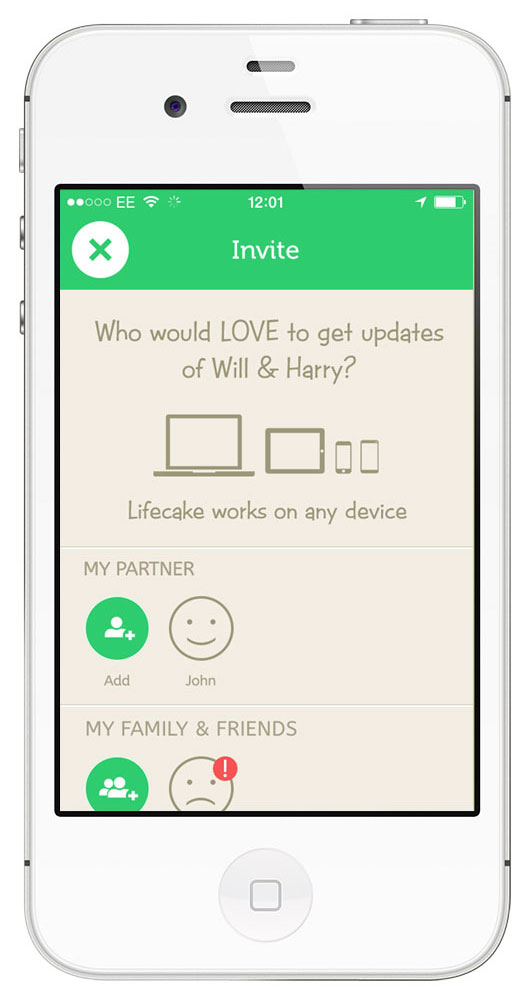 EE 12:01
Invite
Who would LOVE to get updates
of Will & Harry?
Lifecake works on any device
MY PARTNER
Add John
MY FAMILY & FRIENDS
!